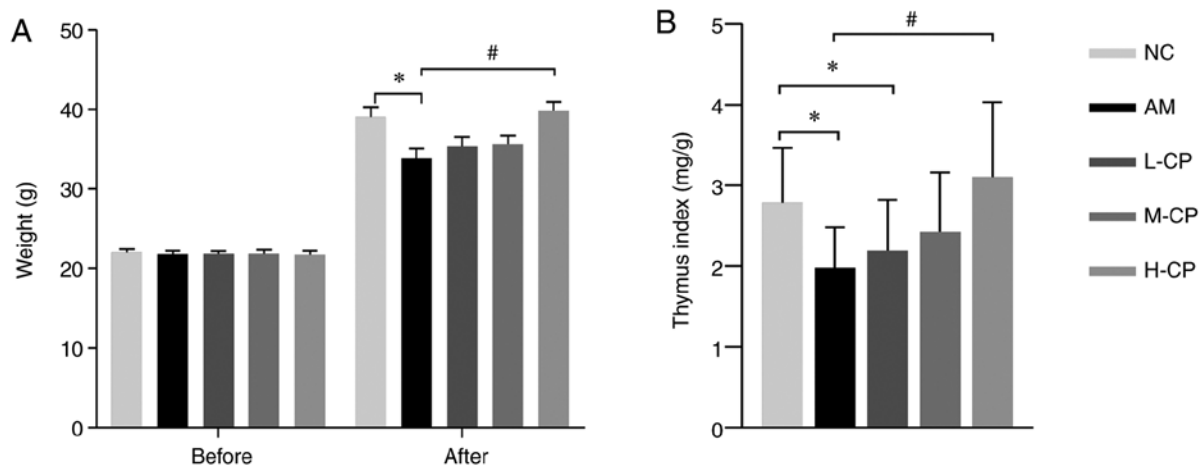 A
Weight (g)
50
40
30
20
10
0
*
#
Before
After
B
Thymus index (mg/g)
5
4
3
2
1
0
*
*
#
NC
AM
L-CP
M-CP
H-CP